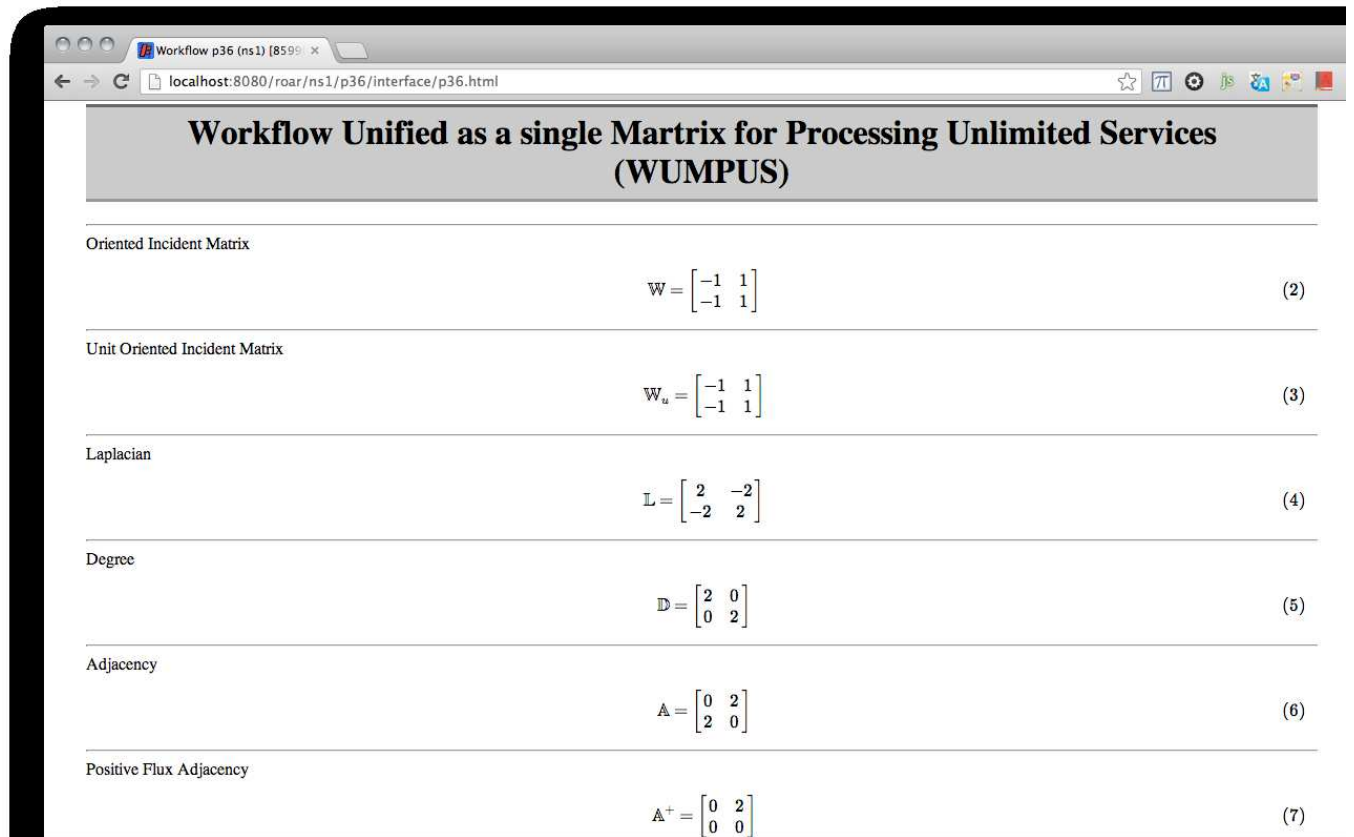 Workflow p36 (ns1) [8599
localhost:8080/roar/ns1/p36/interface/p36.html
Workflow Unified as a single Martrix for Processing Unlimited Services
(WUMPUS)
Oriented Incident Matrix
𝕎 = [−1 1
−1 1] (2)
Unit Oriented Incident Matrix
𝕎ᵤ = [−1 1
−1 1] (3)
Laplacian
𝕃 = [2 −2
−2 2] (4)
Degree
𝔻 = [2 0
0 2] (5)
Adjacency
𝔸 = [0 2
2 0] (6)
Positive Flux Adjacency
𝔸⁺ = [0 2
0 0] (7)